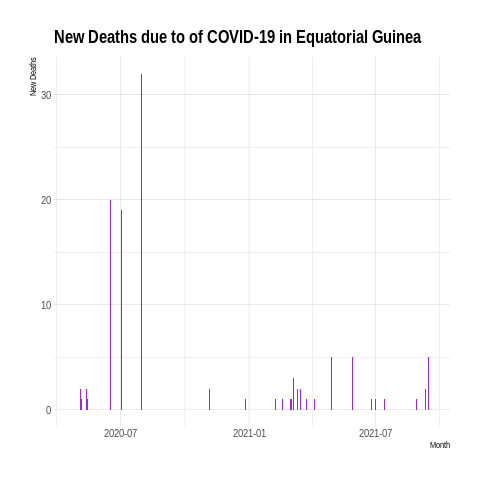 New Deaths due to of COVID-19 in Equatorial Guinea
New Deaths
30
20
10
0
2020-07
2021-01
2021-07
Month